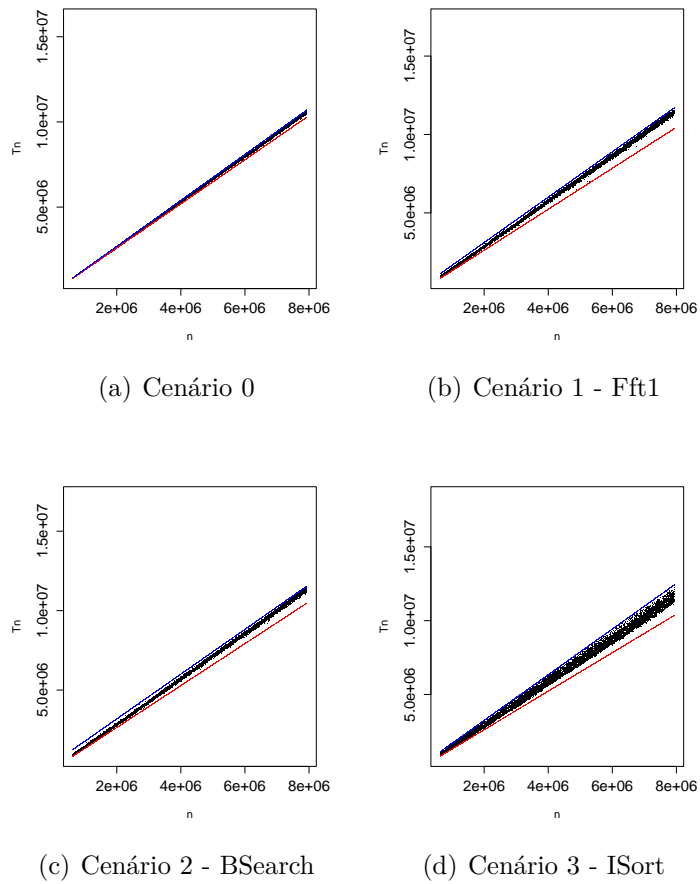 1.5e+07
1.0e+07
5.0e+06
Tn
2e+06 4e+06 6e+06 8e+06
n
(a) Cenário 0
1.5e+07
1.0e+07
5.0e+06
Tn
2e+06 4e+06 6e+06 8e+06
n
(b) Cenário 1 - Fft1
1.5e+07
1.0e+07
5.0e+06
Tn
2e+06 4e+06 6e+06 8e+06
n
(c) Cenário 2 - BSearch
1.5e+07
1.0e+07
5.0e+06
Tn
2e+06 4e+06 6e+06 8e+06
n
(d) Cenário 3 - ISort